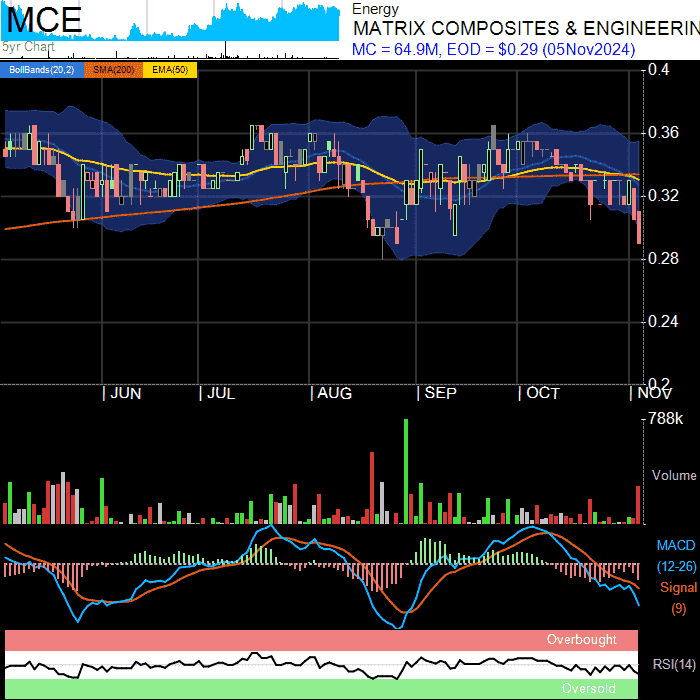 MCE
5yr Chart
Energy
MATRIX COMPOSITES & ENGINEERIN
MC = 64.9M, EOD = $0.29 (05Nov2024)
BollBands(20,2) SMA(200) EMA(50)
0.4
0.36
0.32
0.28
0.24
0.2
| JUN | JUL | AUG | SEP | OCT | NOV
788k
Volume
MACD
(12-26)
Signal
(9)
Overbought
RSI(14)
Oversold